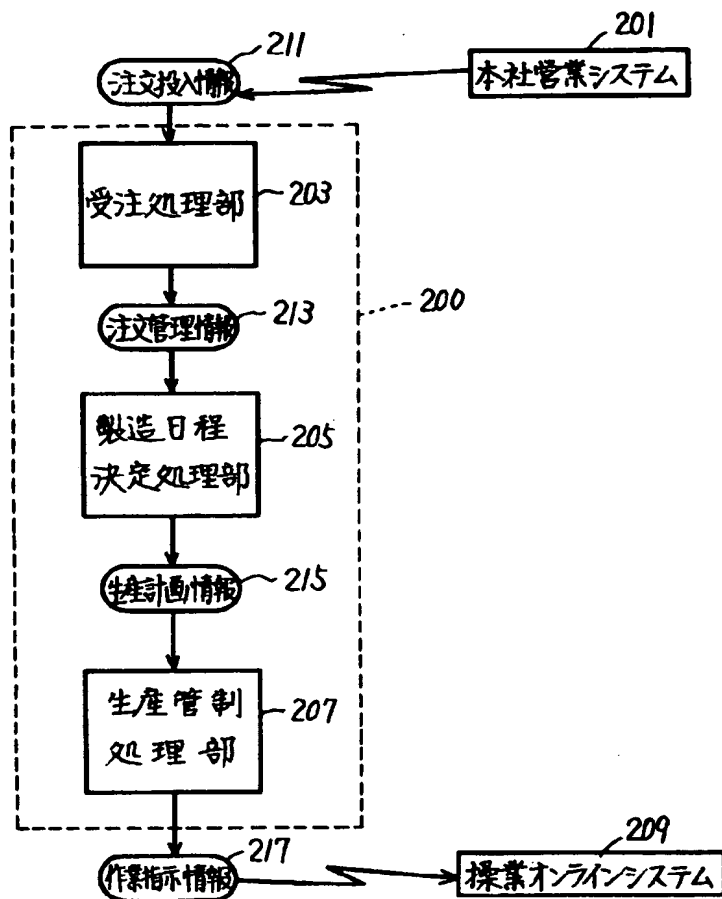 211
201
注文投入情報
本社営業システム
受注処理部
203
注文管理情報
213
200
製造日程
決定処理部
205
生産計画情報
215
生産管制
処理部
207
217
209
作業指示情報
操業オンラインシステム